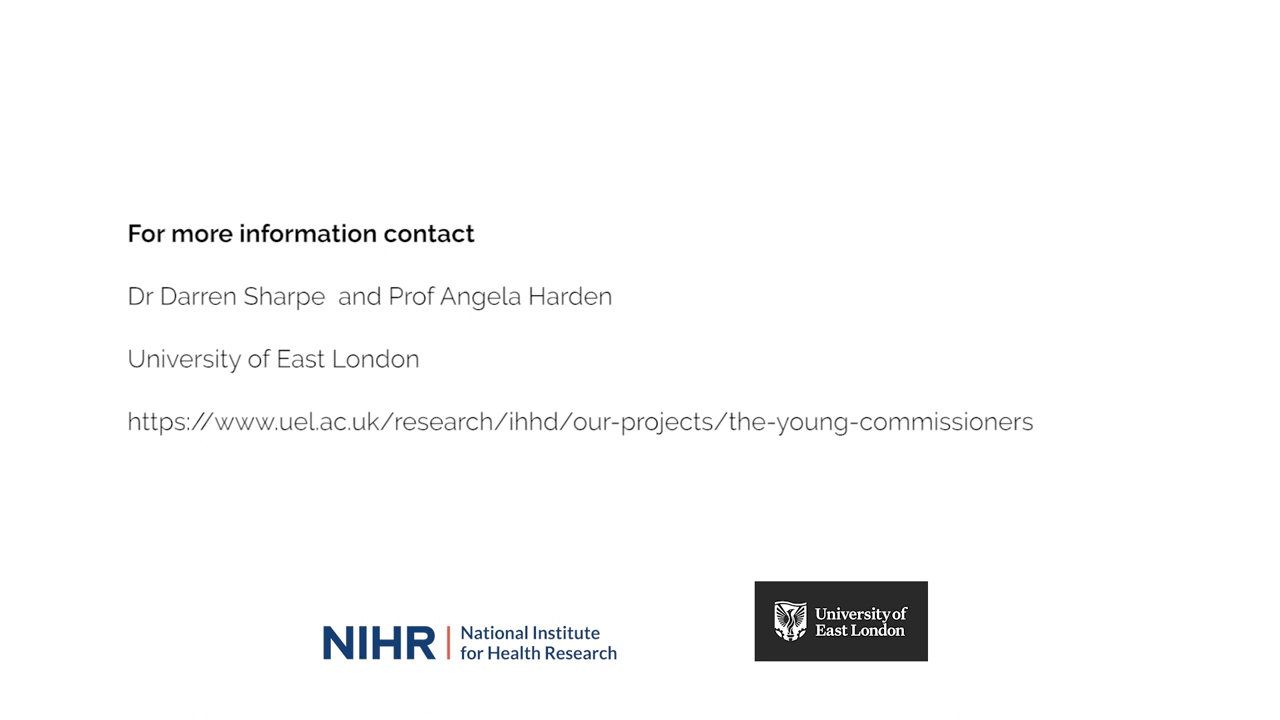 For more information contact
Dr Darren Sharpe and Prof Angela Harden
University of East London
https://www.uel.ac.uk/research/ihhd/our-projects/the-young-commissioners
NIHR | National Institute
for Health Research
University of
East London